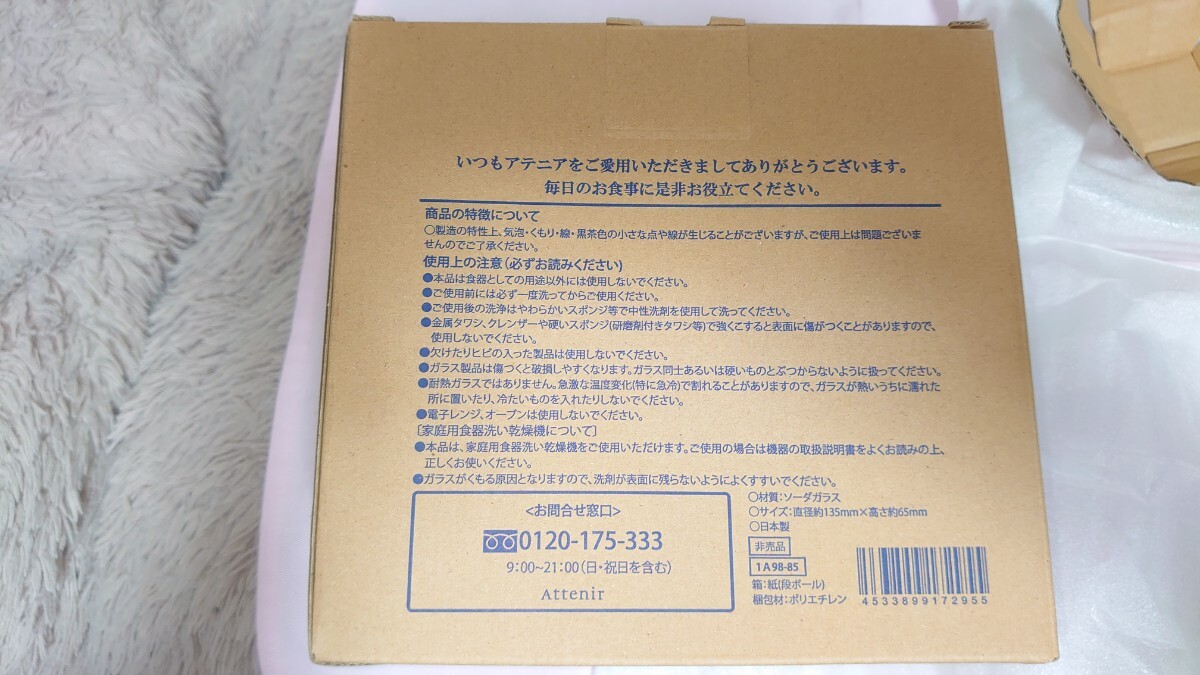 いつもアテニアをご愛用いただきましてありがとうございます。
毎日のお食事に是非お役立てください。
商品の特徴について
○製造の特性上、気泡・くもり・線・黒茶色の小さな点や線が生じることがございますが、ご使用上は問題ございま
せんのでご了承ください。
使用上の注意（必ずお読みください）
●本品は食器としての用途以外には使用しないでください。
●ご使用前には必ず一度洗ってからご使用ください。
●ご使用後の洗浄はやわらかいスポンジ等で中性洗剤を使用して洗ってください。
●金属タワシ、クレンザーや硬いスポンジ(研磨剤付きタワシ等)で強くこすると表面に傷がつくことがありますので、
使用しないでください。
●欠けたりヒビの入った製品は使用しないでください。
●ガラス製品は傷づくと破損しやすくなります。ガラス同士あるいは硬いものとぶつからないように扱ってください。
●耐熱ガラスではありません。急激な温度変化(特に急冷)で割れることがありますので、ガラスが熱いうちに濡れた
所に置いたり、冷たいものを入れたりしないでください。
●電子レンジ、オーブンは使用しないでください。
［家庭用食器洗い乾燥機について］
●本品は、家庭用食器洗い乾燥機をご使用いただけます。ご使用の場合は機器の取扱説明書をよくお読みの上、
正しくお使いください。
●ガラスがくもる原因となりますので、洗剤が表面に残らないようによくすすいでください。
＜お問合せ窓口＞
0120-175-333
9:00~21:00（日・祝日を含む）
Attenir
○材質：ソーダガラス
○サイズ：直径約135mm×高さ約65mm
○日本製
非売品
1A98-85
箱：紙(段ボール)
梱包材：ポリエチレン
4533899172955